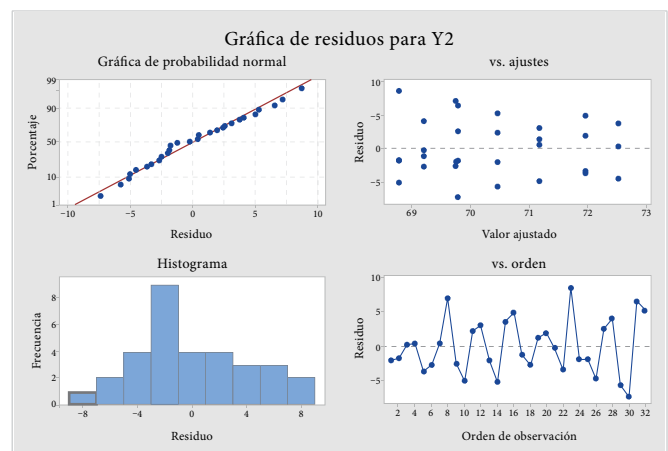 Gráfica de residuos para Y2
Gráfica de probabilidad normal
Porcentaje
99
90
50
10
1
−10 −5 0 5 10
Residuo
vs. ajustes
Residuo
10
5
0
−5
69 70 71 72 73
Valor ajustado
Histograma
Frecuencia
8
6
4
2
0
−8 −4 0 4 8
Residuo
vs. orden
Residuo
10
5
0
−5
2 4 6 8 10 12 14 16 18 20 22 24 26 28 30 32
Orden de observación